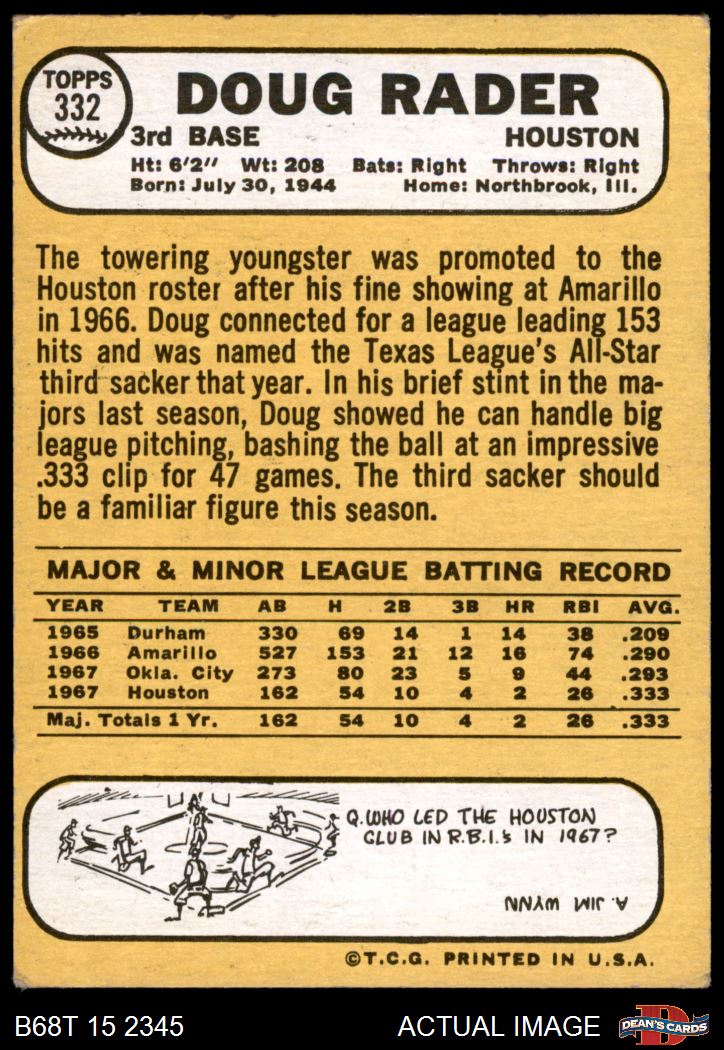 TOPPS
332
DOUG RADER
3rd BASE HOUSTON
Ht: 6'2" Wt: 208 Bats: Right Throws: Right
Born: July 30, 1944 Home: Northbrook, Ill.
The towering youngster was promoted to the
Houston roster after his fine showing at Amarillo
in 1966. Doug connected for a league leading 153
hits and was named the Texas League's All-Star
third sacker that year. In his brief stint in the ma-
jors last season, Doug showed he can handle big
league pitching, bashing the ball at an impressive
.333 clip for 47 games. The third sacker should
be a familiar figure this season.
MAJOR & MINOR LEAGUE BATTING RECORD
YEAR TEAM AB H 2B 3B HR RBI AVG.
1965 Durham 330 69 14 1 14 38 .209
1966 Amarillo 527 153 21 12 16 74 .290
1967 Okla. City 273 80 23 5 9 44 .293
1967 Houston 162 54 10 4 2 26 .333
Maj. Totals 1 Yr. 162 54 10 4 2 26 .333
Q. WHO LED THE HOUSTON
CLUB IN R.B.I.s IN 1967?
A. JIM WYNN
©T.C.G. PRINTED IN U.S.A.
B68T 15 2345 ACTUAL IMAGE D DEAN'S CARDS